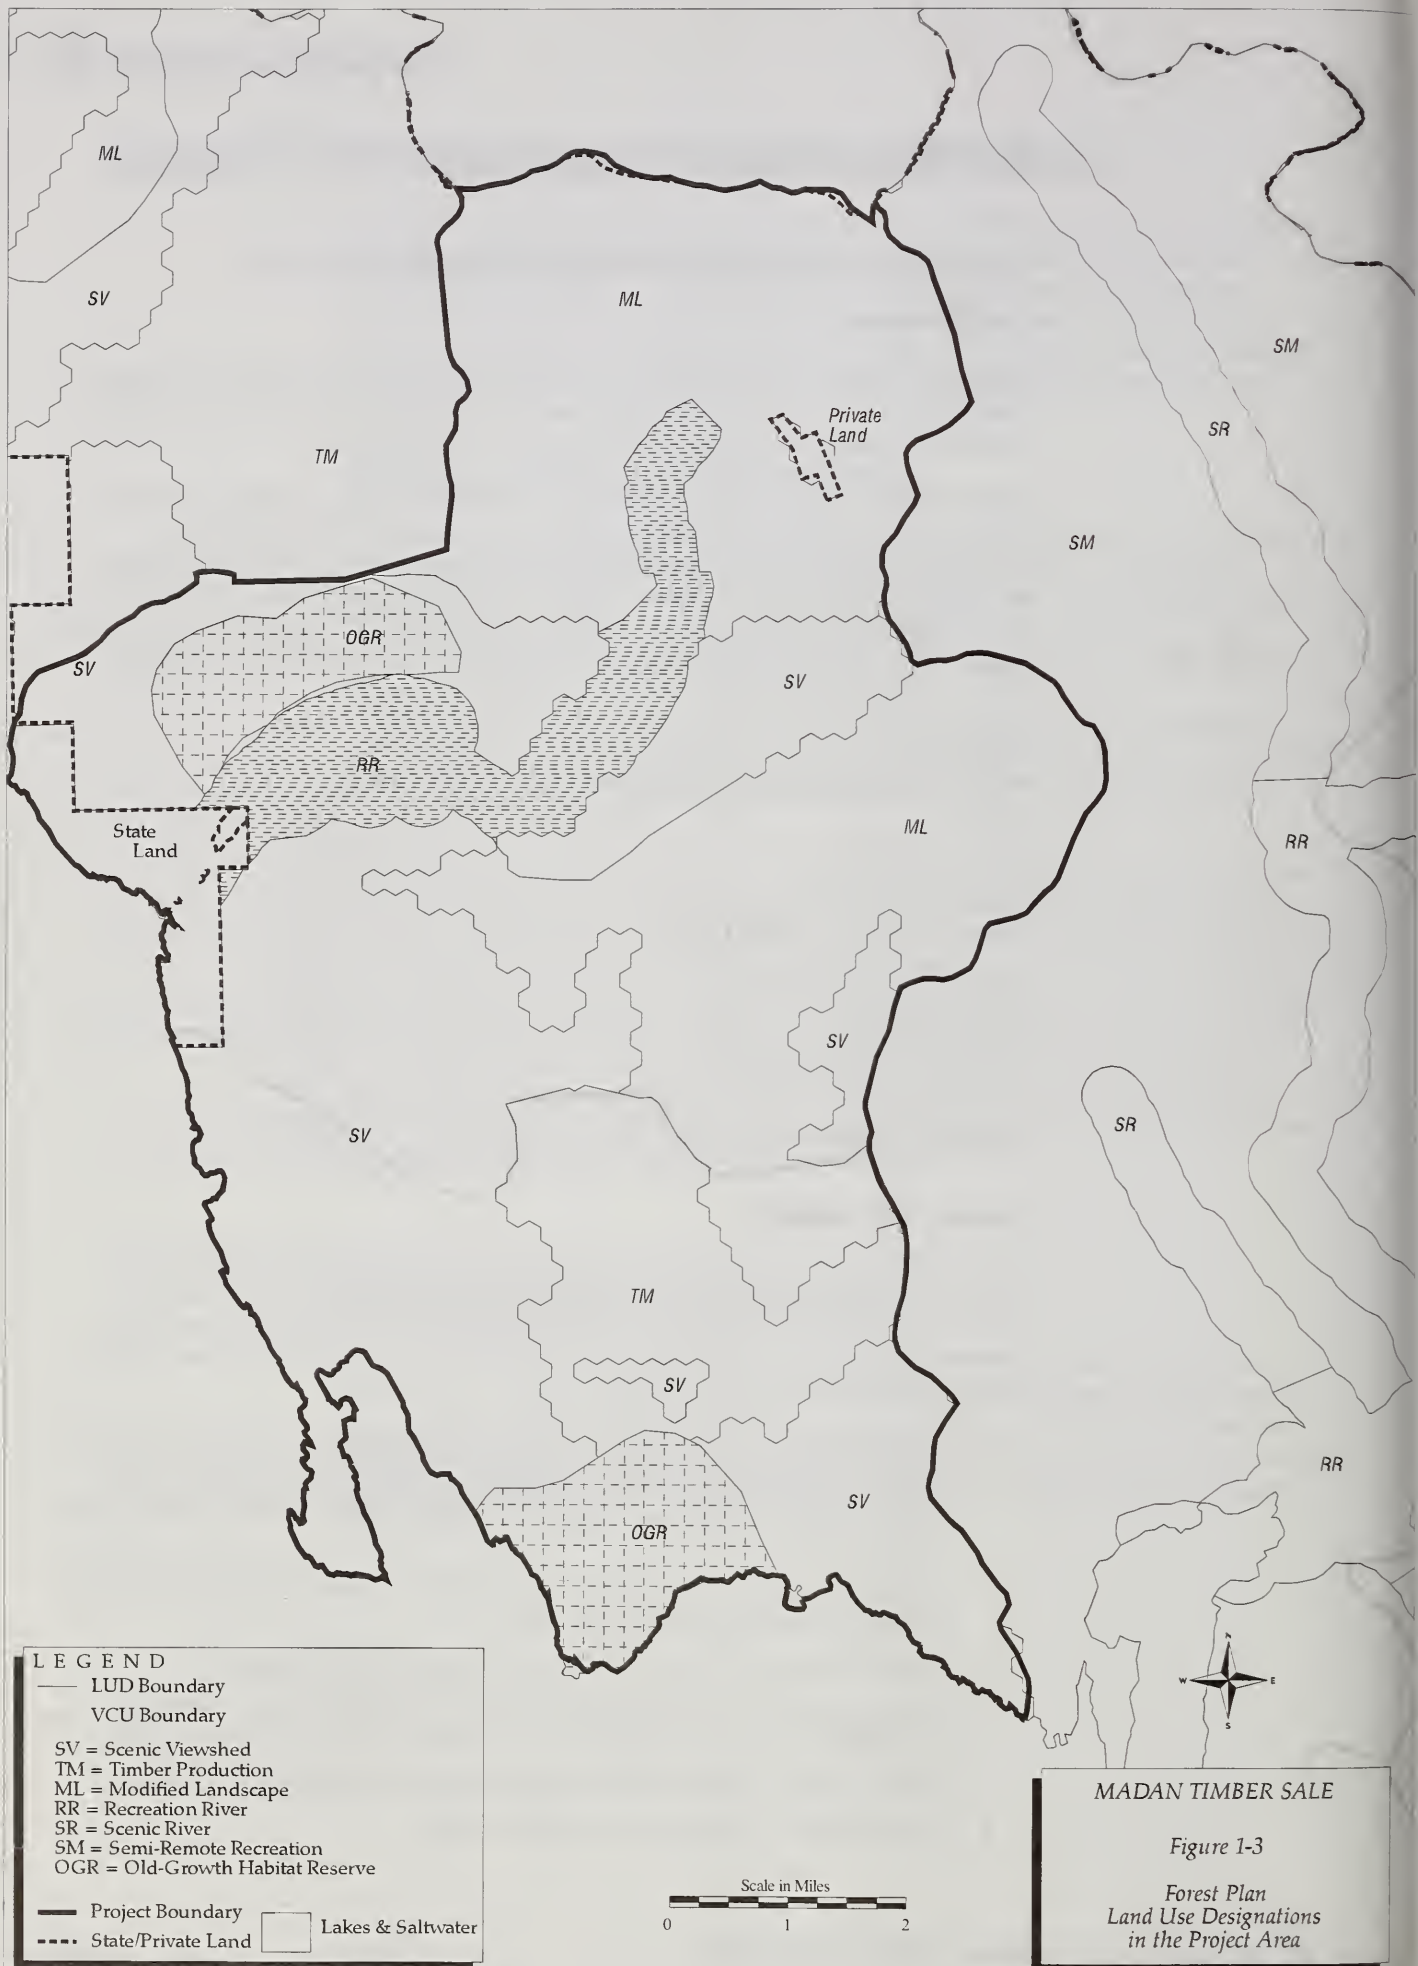 ML
SV
ML
SM
SR
Private
Land
TM
SM
OGR
SV
SV
RR
State
Land
ML
RR
SV
SR
SV
TM
SV
RR
SV
OGR
N
W
E
S
LEGEND
LUD Boundary
VCU Boundary
SV = Scenic Viewshed
TM = Timber Production
ML = Modified Landscape
RR = Recreation River
SR = Scenic River
SM = Semi-Remote Recreation
OGR = Old-Growth Habitat Reserve
Project Boundary
State/Private Land
Lakes & Saltwater
Scale in Miles
0 1 2
MADAN TIMBER SALE
Figure 1-3
Forest Plan
Land Use Designations
in the Project Area